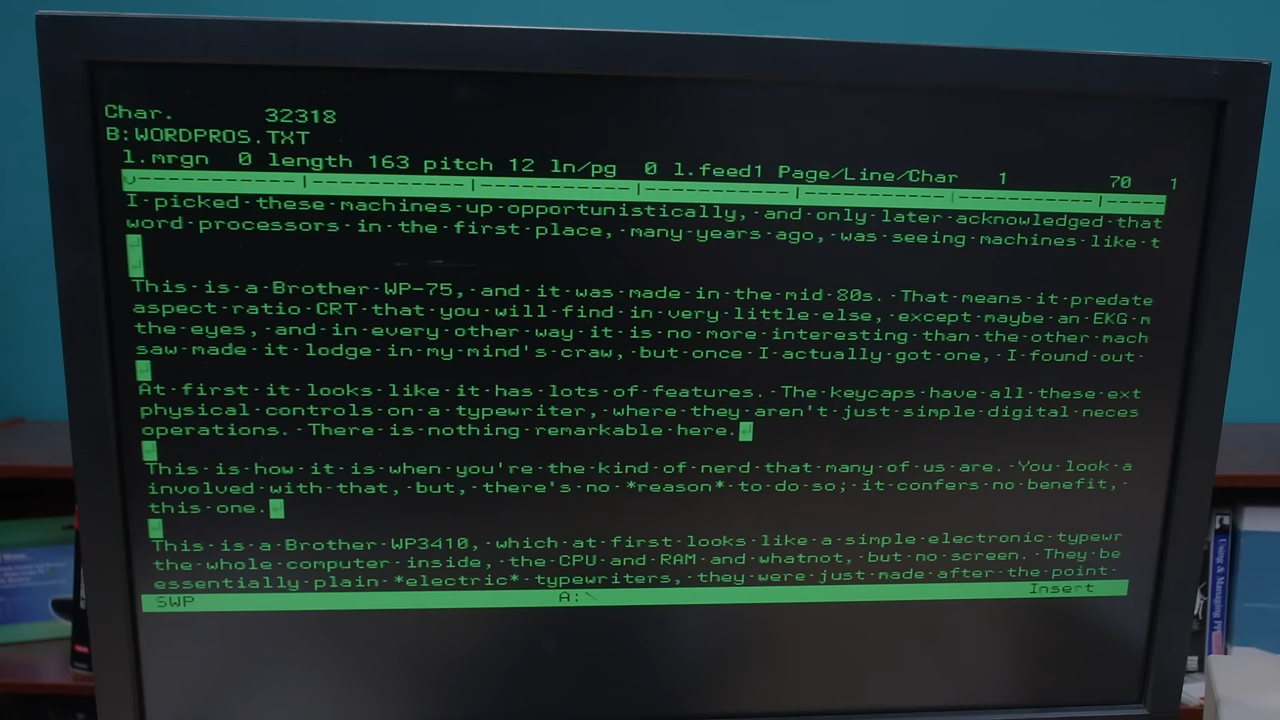 Char. 32318
B:WORDPROS.TXT
l.mrgn 0 length 163 pitch 12 ln/pg 0 l.feed1 Page/Line/Char 1 70 1
I·picked·these·machines·up·opportunistically,·and·only·later·acknowledged·that
word·processors·in·the·first·place,·many·years·ago,·was·seeing·machines·like·t
This·is·a·Brother·WP-75,·and·it·was·made·in·the·mid·80s.··That·means·it·predate
aspect·ratio·CRT·that·you·will·find·in·very·little·else,·except·maybe·an·EKG·m
the·eyes,·and·in·every·other·way·it·is·no·more·interesting·than·the·other·mach
saw·made·it·lodge·in·my·mind's·craw,·but·once·I·actually·got·one,·I·found·out·
At·first·it·looks·like·it·has·lots·of·features.··The·keycaps·have·all·these·ext
physical·controls·on·a·typewriter,·where·they·aren't·just·simple·digital·neces
operations.··There·is·nothing·remarkable·here.
This·is·how·it·is·when·you're·the·kind·of·nerd·that·many·of·us·are.··You·look·a
involved·with·that,·but,·there's·no·*reason*·to·do·so;·it·confers·no·benefit,·
this·one.
This·is·a·Brother·WP3410,·which·at·first·looks·like·a·simple·electronic·typewr
the·whole·computer·inside,·the·CPU·and·RAM·and·whatnot,·but·no·screen.··They·be
essentially·plain·*electric*·typewriters,·they·were·just·made·after·the·point·
SWP A:\ Insert
Using & Managing